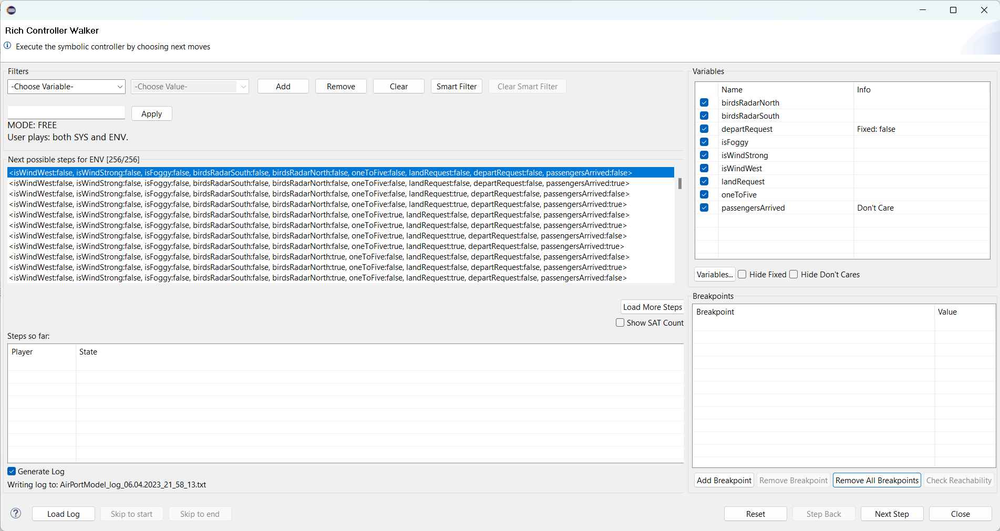 Rich Controller Walker
Execute the symbolic controller by choosing next moves
Filters
-Choose Variable- -Choose Value- Add Remove Clear Smart Filter Clear Smart Filter
Apply
MODE: FREE
User plays: both SYS and ENV.
Next possible steps for ENV [256/256]
<isWindWest:false, isWindStrong:false, isFoggy:false, birdsRadarSouth:false, birdsRadarNorth:false, oneToFive:false, landRequest:false, departRequest:false, passengersArrived:false>
<isWindWest:false, isWindStrong:false, isFoggy:false, birdsRadarSouth:false, birdsRadarNorth:false, oneToFive:false, landRequest:false, departRequest:false, passengersArrived:true>
<isWindWest:false, isWindStrong:false, isFoggy:false, birdsRadarSouth:false, birdsRadarNorth:false, oneToFive:false, landRequest:true, departRequest:false, passengersArrived:false>
<isWindWest:false, isWindStrong:false, isFoggy:false, birdsRadarSouth:false, birdsRadarNorth:false, oneToFive:false, landRequest:true, departRequest:false, passengersArrived:true>
<isWindWest:false, isWindStrong:false, isFoggy:false, birdsRadarSouth:false, birdsRadarNorth:false, oneToFive:true, landRequest:false, departRequest:false, passengersArrived:false>
<isWindWest:false, isWindStrong:false, isFoggy:false, birdsRadarSouth:false, birdsRadarNorth:false, oneToFive:true, landRequest:false, departRequest:false, passengersArrived:true>
<isWindWest:false, isWindStrong:false, isFoggy:false, birdsRadarSouth:false, birdsRadarNorth:false, oneToFive:true, landRequest:true, departRequest:false, passengersArrived:false>
<isWindWest:false, isWindStrong:false, isFoggy:false, birdsRadarSouth:false, birdsRadarNorth:false, oneToFive:true, landRequest:true, departRequest:false, passengersArrived:true>
<isWindWest:false, isWindStrong:false, isFoggy:false, birdsRadarSouth:false, birdsRadarNorth:true, oneToFive:false, landRequest:false, departRequest:false, passengersArrived:false>
<isWindWest:false, isWindStrong:false, isFoggy:false, birdsRadarSouth:false, birdsRadarNorth:true, oneToFive:false, landRequest:false, departRequest:false, passengersArrived:true>
<isWindWest:false, isWindStrong:false, isFoggy:false, birdsRadarSouth:false, birdsRadarNorth:true, oneToFive:false, landRequest:true, departRequest:false, passengersArrived:false>
Load More Steps
Show SAT Count
Steps so far:
Player State
Generate Log
Writing log to: AirPortModel_log_06.04.2023_21_58_13.txt
Variables
Name Info
birdsRadarNorth
birdsRadarSouth
departRequest Fixed: false
isFoggy
isWindStrong
isWindWest
landRequest
oneToFive
passengersArrived Don't Care
Variables... Hide Fixed Hide Don't Cares
Breakpoints
Breakpoint Value
Add Breakpoint Remove Breakpoint Remove All Breakpoints Check Reachability
? Load Log Skip to start Skip to end Reset Step Back Next Step Close